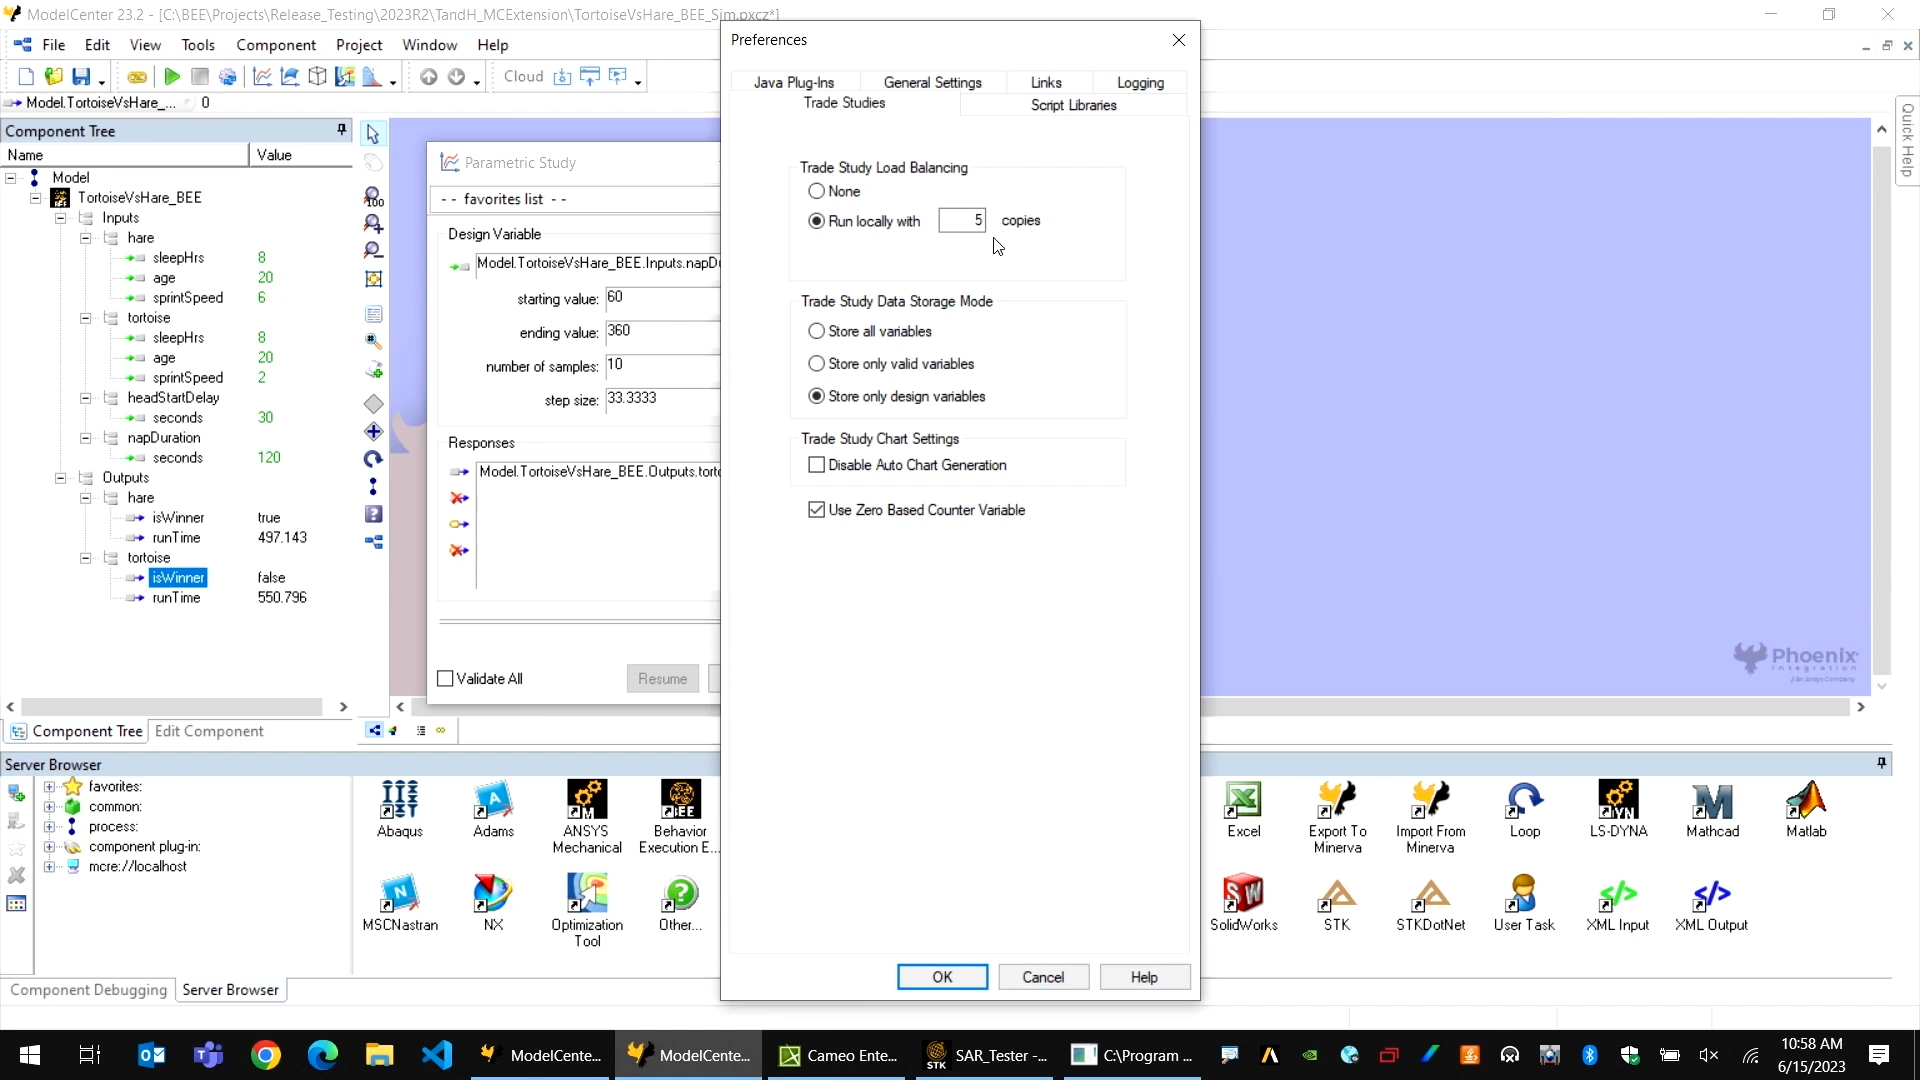 ModelCenter 23.2 - [C:\BEE\Projects\Release_Testing\2023R2\TandH_MCExtension\TortoiseVsHare_BEE_Sim.pxcz*]
File Edit View Tools Component Project Window Help
Cloud
Model.TortoiseVsHare_... 0
Component Tree
Name Value
Model
TortoiseVsHare_BEE
Inputs
hare
sleepHrs 8
age 20
sprintSpeed 6
tortoise
sleepHrs 8
age 20
sprintSpeed 2
headStartDelay
seconds 30
napDuration
seconds 120
Outputs
hare
isWinner true
runTime 497.143
tortoise
isWinner false
runTime 550.796
Component Tree Edit Component
100
Parametric Study
- - favorites list - -
Design Variable
Model.TortoiseVsHare_BEE.Inputs.napDu
starting value: 60
ending value: 360
number of samples: 10
step size: 33.3333
Responses
Model.TortoiseVsHare_BEE.Outputs.torto
Validate All Resume
Preferences
Java Plug-Ins General Settings Links Logging
Trade Studies Script Libraries
Trade Study Load Balancing
None
Run locally with 5 copies
Trade Study Data Storage Mode
Store all variables
Store only valid variables
Store only design variables
Trade Study Chart Settings
Disable Auto Chart Generation
Use Zero Based Counter Variable
OK Cancel Help
Quick Help
Phoenix
Integration
/ An Ansys Company
Server Browser
favorites:
common:
process:
component plug-in:
mcre://localhost
Abaqus
Adams
ANSYS Mechanical
Behavior Execution E...
Excel
Export To Minerva
Import From Minerva
Loop
LS-DYNA
Mathcad
Matlab
MSCNastran
NX
Optimization Tool
Other...
SolidWorks
STK
STKDotNet
User Task
XML Input
XML Output
Component Debugging Server Browser
ModelCente... ModelCente... Cameo Ente... SAR_Tester -... C:\Program ...
10:58 AM
6/15/2023